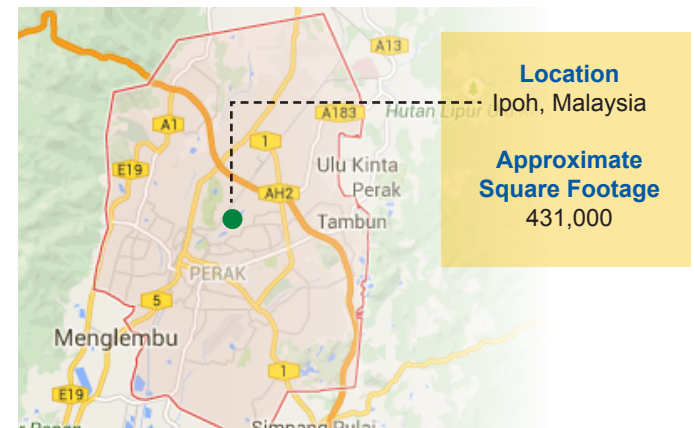 A13
Location
Ipoh, Malaysia
Hutan Lipur
A183
A1
1
E19
Ulu Kinta
Perak
AH2
Tambun
Approximate
Square Footage
431,000
PERAK
5
Menglembu
1
E19
Simpang Pulai